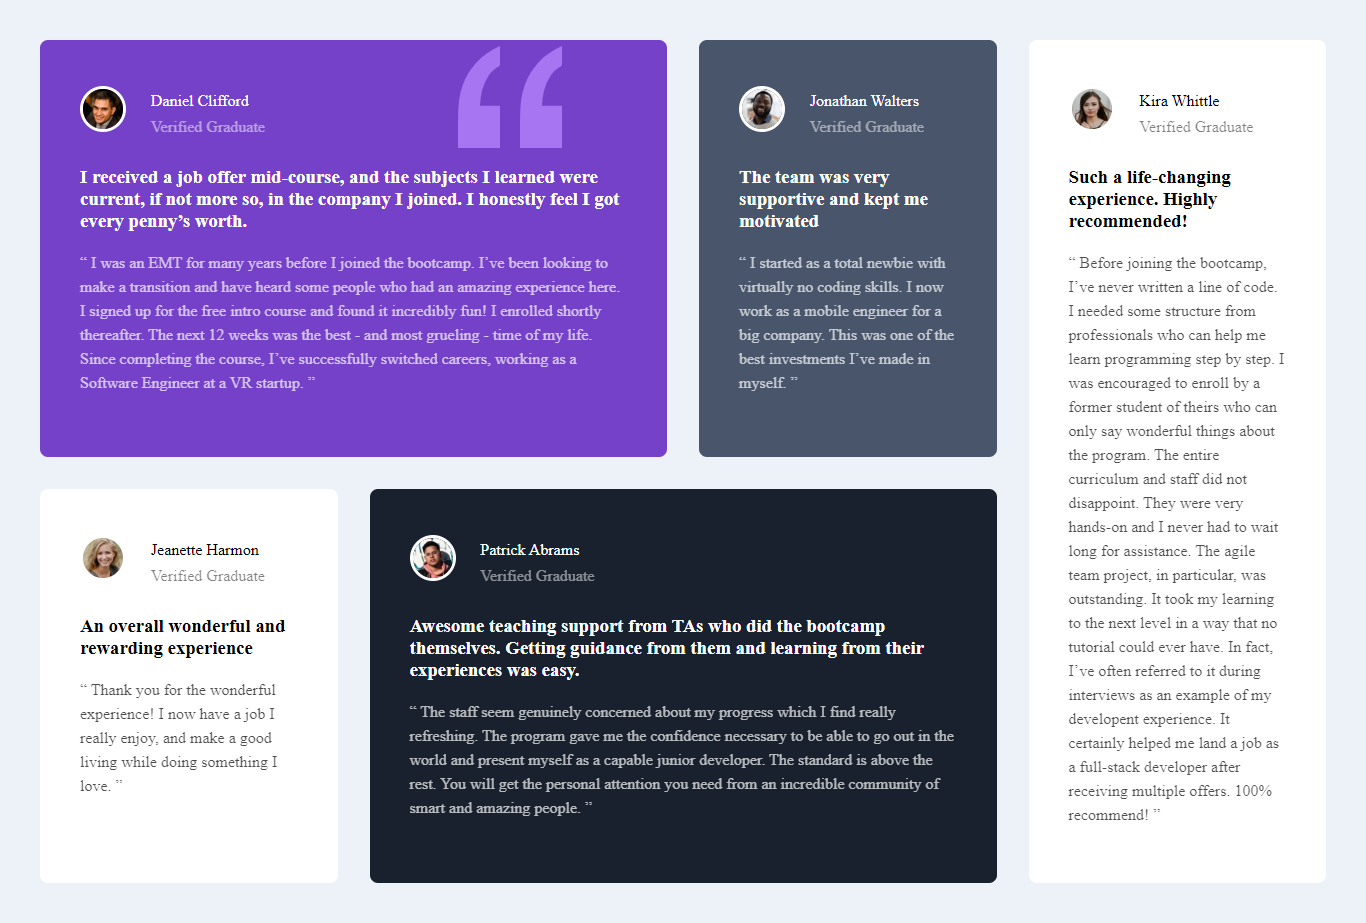 Daniel Clifford
Verified Graduate
I received a job offer mid-course, and the subjects I learned were
current, if not more so, in the company I joined. I honestly feel I got
every penny’s worth.
“ I was an EMT for many years before I joined the bootcamp. I’ve been looking to
make a transition and have heard some people who had an amazing experience here.
I signed up for the free intro course and found it incredibly fun! I enrolled shortly
thereafter. The next 12 weeks was the best - and most grueling - time of my life.
Since completing the course, I’ve successfully switched careers, working as a
Software Engineer at a VR startup. ”
Jonathan Walters
Verified Graduate
The team was very
supportive and kept me
motivated
“ I started as a total newbie with
virtually no coding skills. I now
work as a mobile engineer for a
big company. This was one of the
best investments I’ve made in
myself. ”
Kira Whittle
Verified Graduate
Such a life-changing
experience. Highly
recommended!
“ Before joining the bootcamp,
I’ve never written a line of code.
I needed some structure from
professionals who can help me
learn programming step by step. I
was encouraged to enroll by a
former student of theirs who can
only say wonderful things about
the program. The entire
curriculum and staff did not
disappoint. They were very
hands-on and I never had to wait
long for assistance. The agile
team project, in particular, was
outstanding. It took my learning
to the next level in a way that no
tutorial could ever have. In fact,
I’ve often referred to it during
interviews as an example of my
developent experience. It
certainly helped me land a job as
a full-stack developer after
receiving multiple offers. 100%
recommend! ”
Jeanette Harmon
Verified Graduate
An overall wonderful and
rewarding experience
“ Thank you for the wonderful
experience! I now have a job I
really enjoy, and make a good
living while doing something I
love. ”
Patrick Abrams
Verified Graduate
Awesome teaching support from TAs who did the bootcamp
themselves. Getting guidance from them and learning from their
experiences was easy.
“ The staff seem genuinely concerned about my progress which I find really
refreshing. The program gave me the confidence necessary to be able to go out in the
world and present myself as a capable junior developer. The standard is above the
rest. You will get the personal attention you need from an incredible community of
smart and amazing people. ”